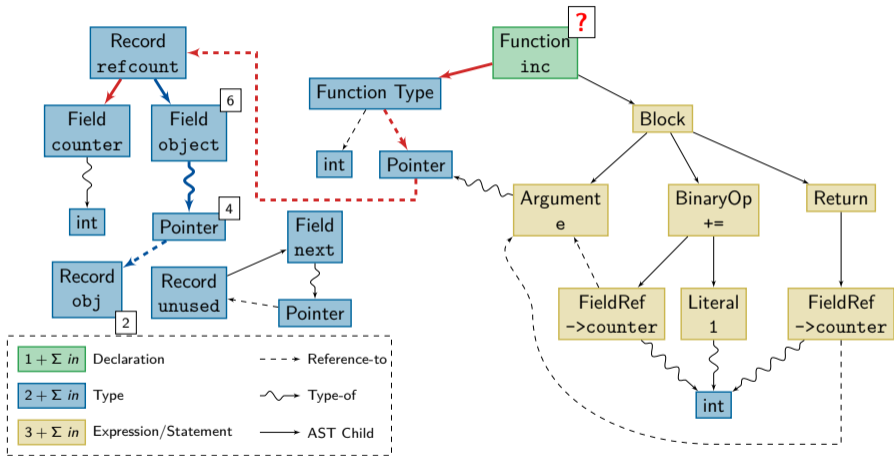 Record
refcount
Function
inc
?
Function Type
Field
counter
Field
object
6
Block
int
Pointer
Argument
e
BinaryOp
+=
Return
int
Pointer
4
Field
next
Record
obj
2
Record
unused
Pointer
FieldRef
->counter
Literal
1
FieldRef
->counter
int
1 + Σ in Declaration
Reference-to
2 + Σ in Type
Type-of
3 + Σ in Expression/Statement
AST Child